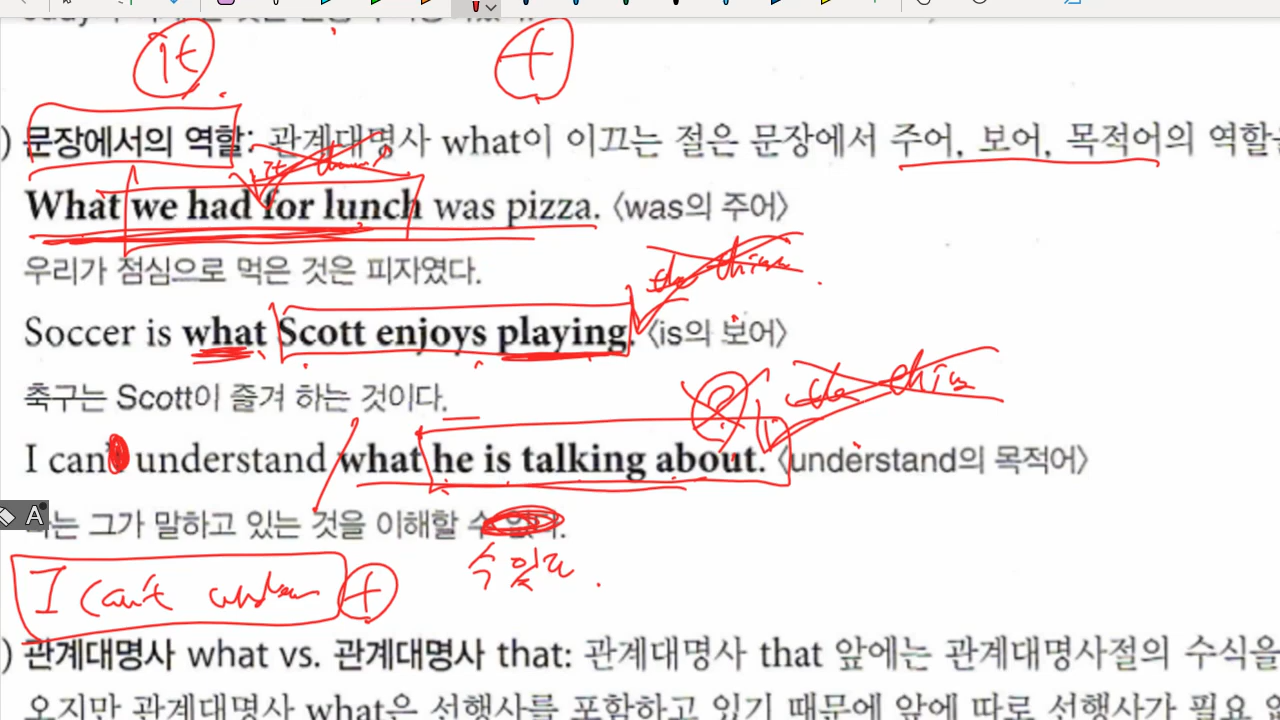 it +
) 문장에서의 역할: 관계대명사 what이 이끄는 절은 문장에서 주어, 보어, 목적어의 역할을
What we had for lunch was pizza. 〈was의 주어〉
우리가 점심으로 먹은 것은 피자였다.
the thing
Soccer is what Scott enjoys playing. 〈is의 보어〉
축구는 Scott이 즐겨 하는 것이다.
? the thing
I can understand what he is talking about. 〈understand의 목적어〉
나는 그가 말하고 있는 것을 이해할 수 있다.
수 있다.
I can't +
) 관계대명사 what vs. 관계대명사 that: 관계대명사 that 앞에는 관계대명사절의 수식을
오지만 관계대명사 what은 선행사를 포함하고 있기 때문에 앞에 따로 선행사가 필요